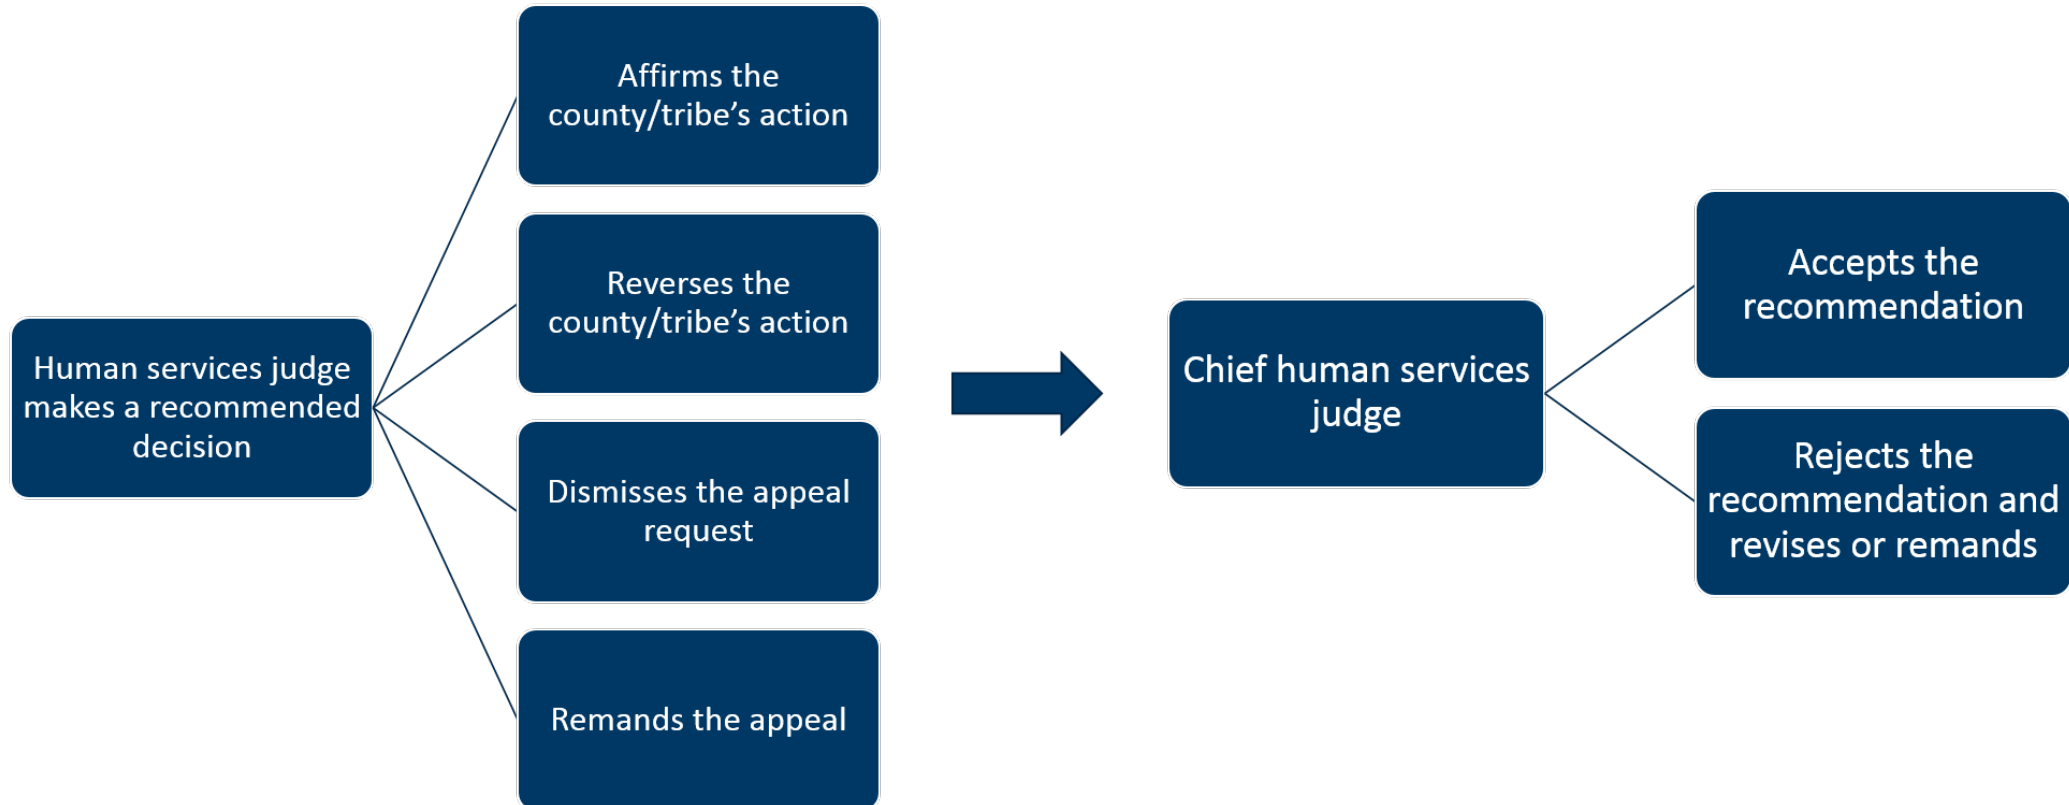 Human services judge
makes a recommended
decision
Affirms the
county/tribe’s action
Reverses the
county/tribe’s action
Dismisses the appeal
request
Remands the appeal
Chief human services
judge
Accepts the
recommendation
Rejects the
recommendation and
revises or remands